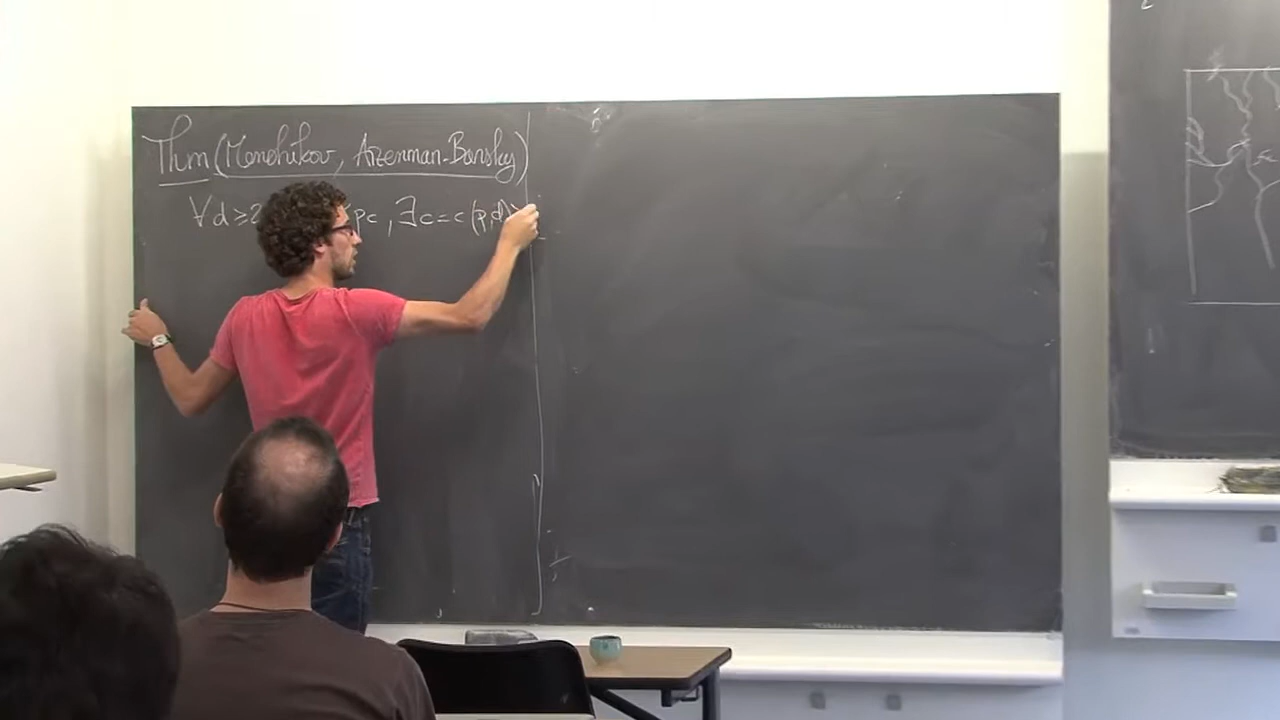 Thm (Menshikov, Aizenman-Barsky)
∀d≥2 pc, ∃c=c(p,d)>